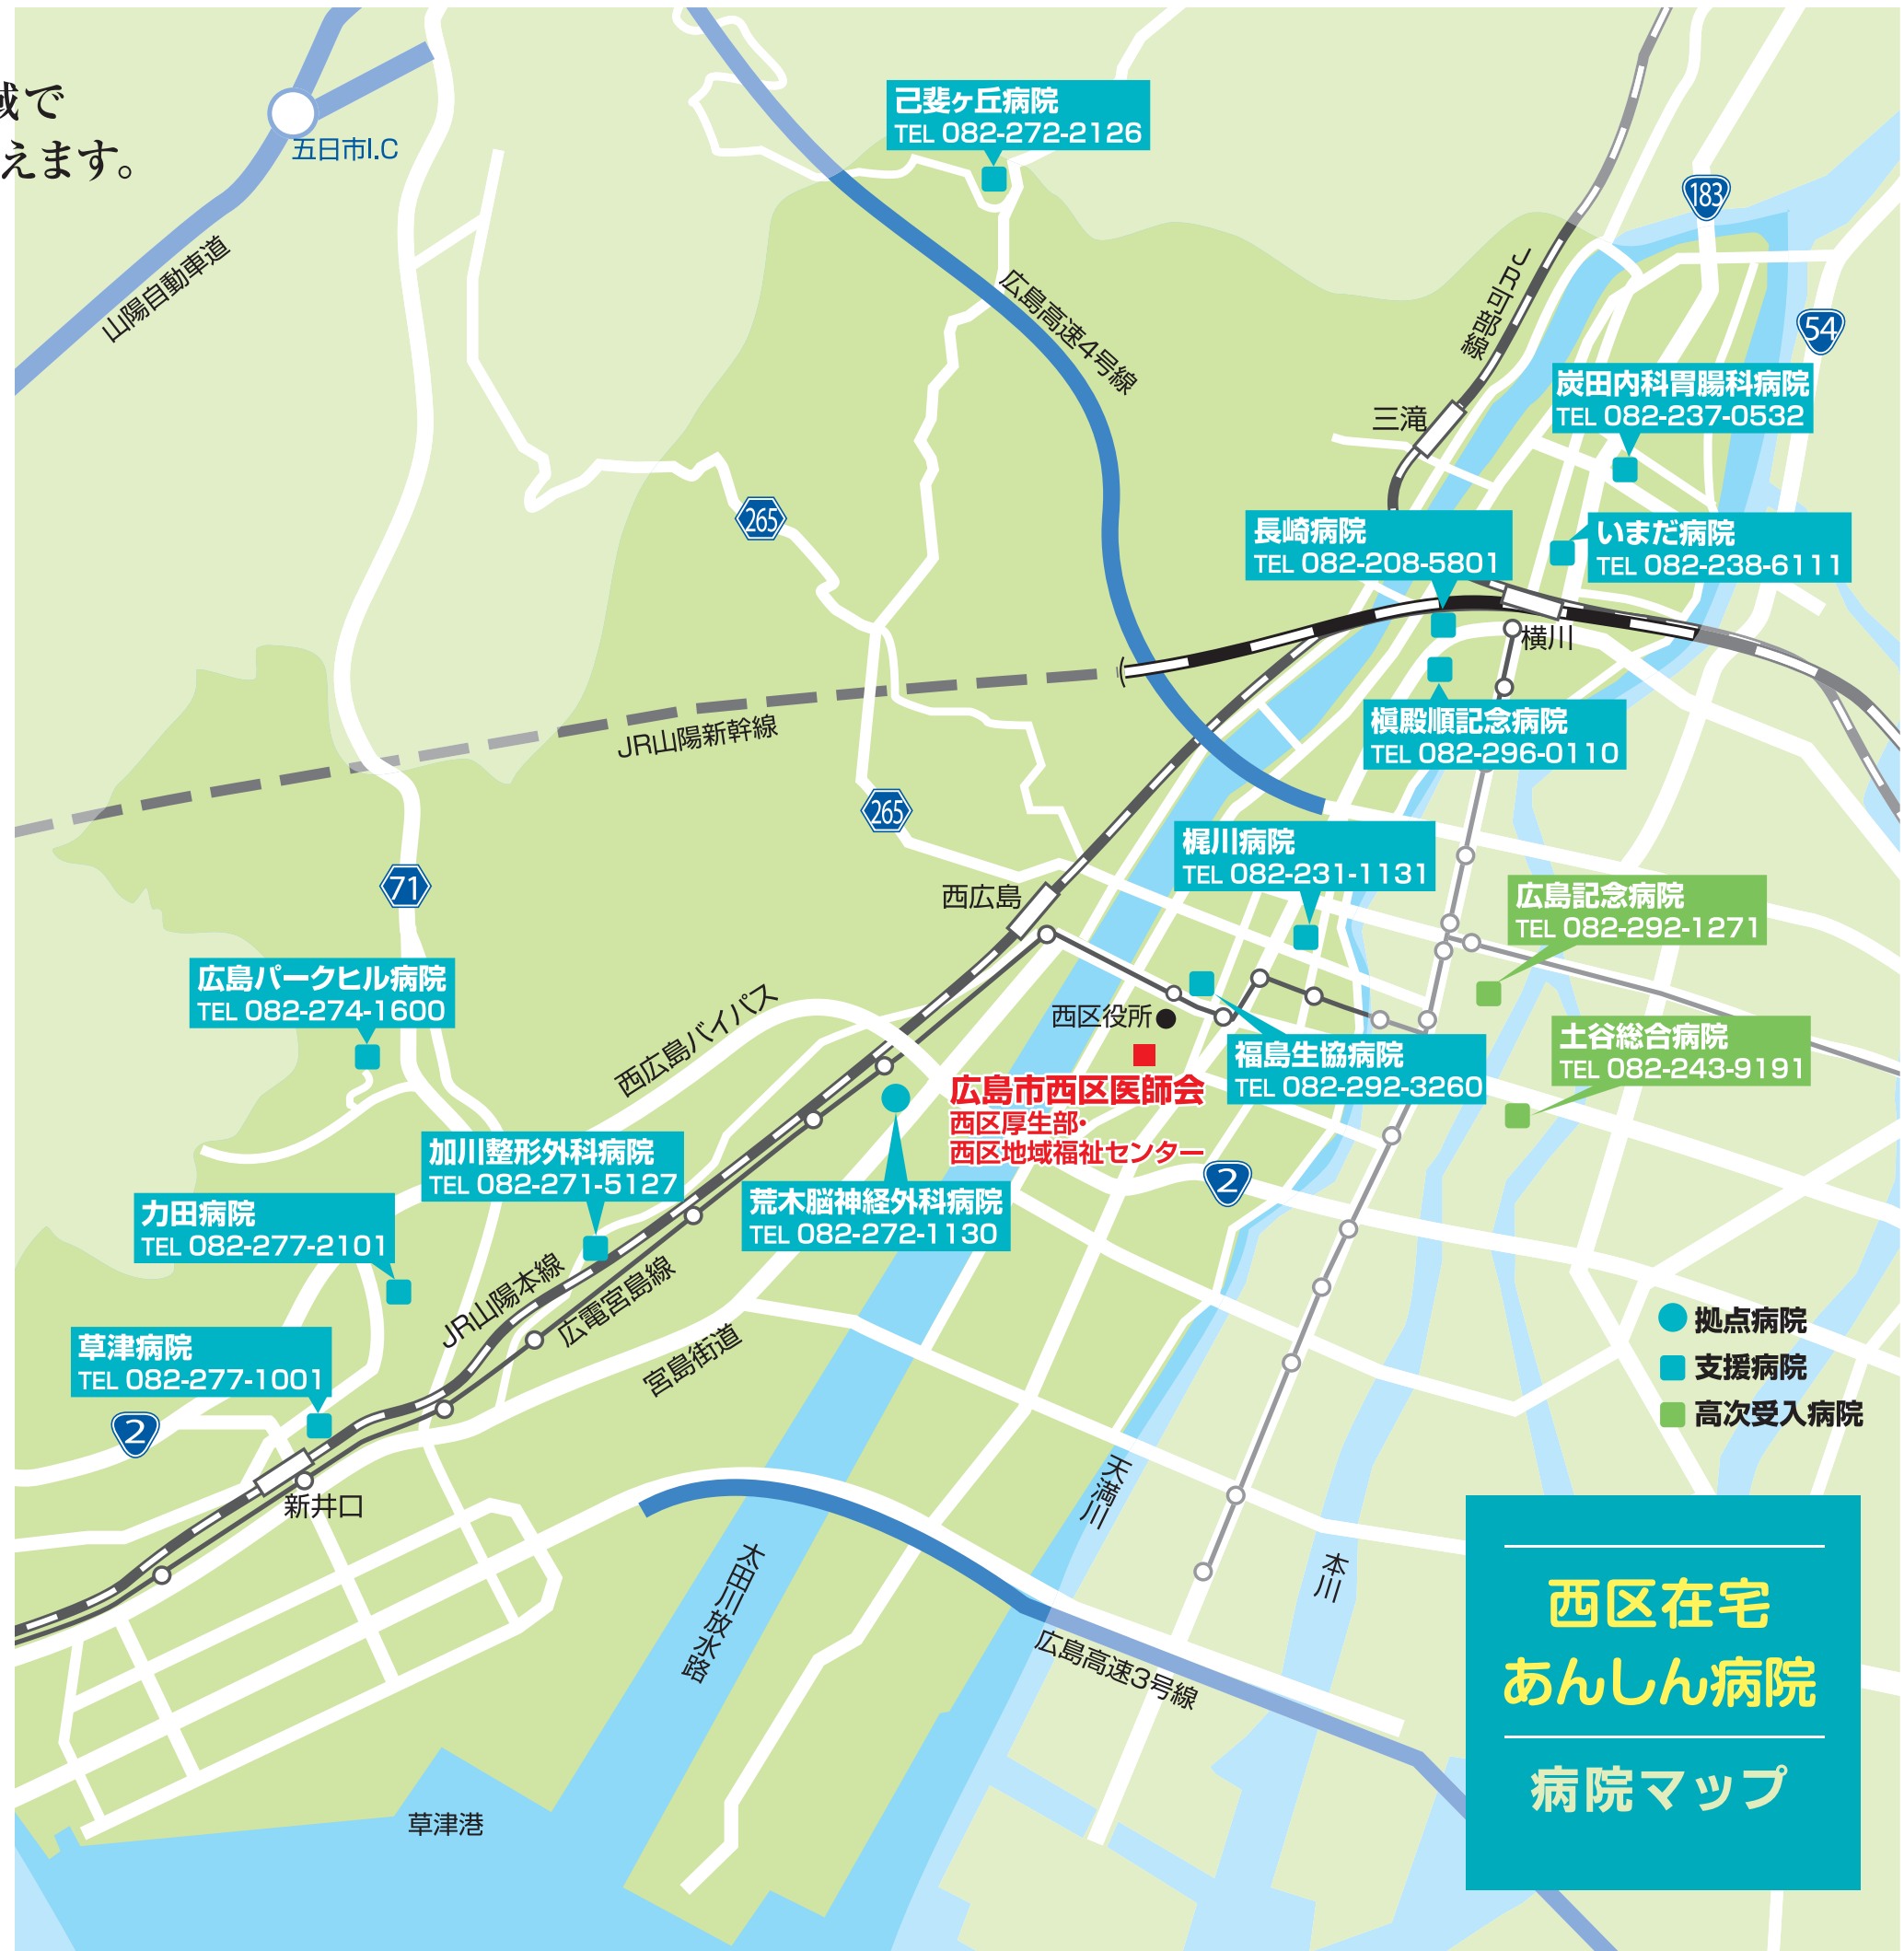 域で
えます。
五日市I.C
山陽自動車道
己斐ヶ丘病院
TEL 082-272-2126
広島高速4号線
JR可部線
183
54
三滝
炭田内科胃腸科病院
TEL 082-237-0532
265
長崎病院
TEL 082-208-5801
いまだ病院
TEL 082-238-6111
横川
JR山陽新幹線
槇殿順記念病院
TEL 082-296-0110
265
71
西広島
梶川病院
TEL 082-231-1131
広島記念病院
TEL 082-292-1271
広島パークヒル病院
TEL 082-274-1600
西広島バイパス
西区役所
福島生協病院
TEL 082-292-3260
土谷総合病院
TEL 082-243-9191
広島市西区医師会
西区厚生部・
西区地域福祉センター
加川整形外科病院
TEL 082-271-5127
荒木脳神経外科病院
TEL 082-272-1130
2
力田病院
TEL 082-277-2101
JR山陽本線
広電宮島線
宮島街道
草津病院
TEL 082-277-1001
2
新井口
拠点病院
支援病院
高次受入病院
天満川
太田川放水路
本川
広島高速3号線
草津港
西区在宅
あんしん病院
病院マップ